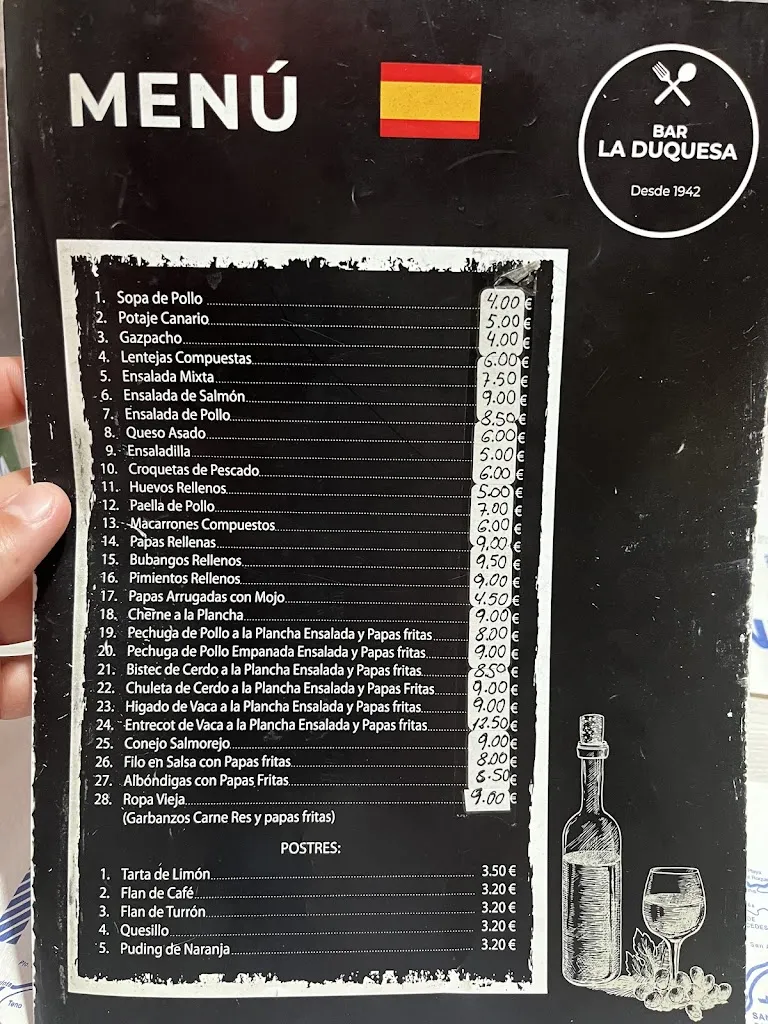 MENÚ
BAR
LA DUQUESA
Desde 1942
1. Sopa de Pollo 4.00 €
2. Potaje Canario 5.00 €
3. Gazpacho 4.00 €
4. Lentejas Compuestas 6.00 €
5. Ensalada Mixta 7.50 €
6. Ensalada de Salmón 9.00 €
7. Ensalada de Pollo 8.50 €
8. Queso Asado 6.00 €
9. Ensaladilla 5.00 €
10. Croquetas de Pescado 6.00 €
11. Huevos Rellenos 5.00 €
12. Paella de Pollo 7.00 €
13. Macarrones Compuestos 6.00 €
14. Papas Rellenas 9.00 €
15. Bubangos Rellenos 9.50 €
16. Pimientos Rellenos 9.00 €
17. Papas Arrugadas con Mojo 4.50 €
18. Cherne a la Plancha 9.00 €
19. Pechuga de Pollo a la Plancha Ensalada y Papas fritas 8.00 €
20. Pechuga de Pollo Empanada Ensalada y Papas fritas 9.00 €
21. Bistec de Cerdo a la Plancha Ensalada y Papas fritas 8.50 €
22. Chuleta de Cerdo a la Plancha Ensalada y Papas Fritas 9.00 €
23. Higado de Vaca a la Plancha Ensalada y Papas fritas 9.00 €
24. Entrecot de Vaca a la Plancha Ensalada y Papas fritas 12.50 €
25. Conejo Salmorejo 9.00 €
26. Filo en Salsa con Papas fritas 8.00 €
27. Albóndigas con Papas Fritas 6.50 €
28. Ropa Vieja 9.00 €
(Garbanzos Carne Res y papas fritas)
POSTRES:
1. Tarta de Limón 3.50 €
2. Flan de Café 3.20 €
3. Flan de Turrón 3.20 €
4. Quesillo 3.20 €
5. Puding de Naranja 3.20 €